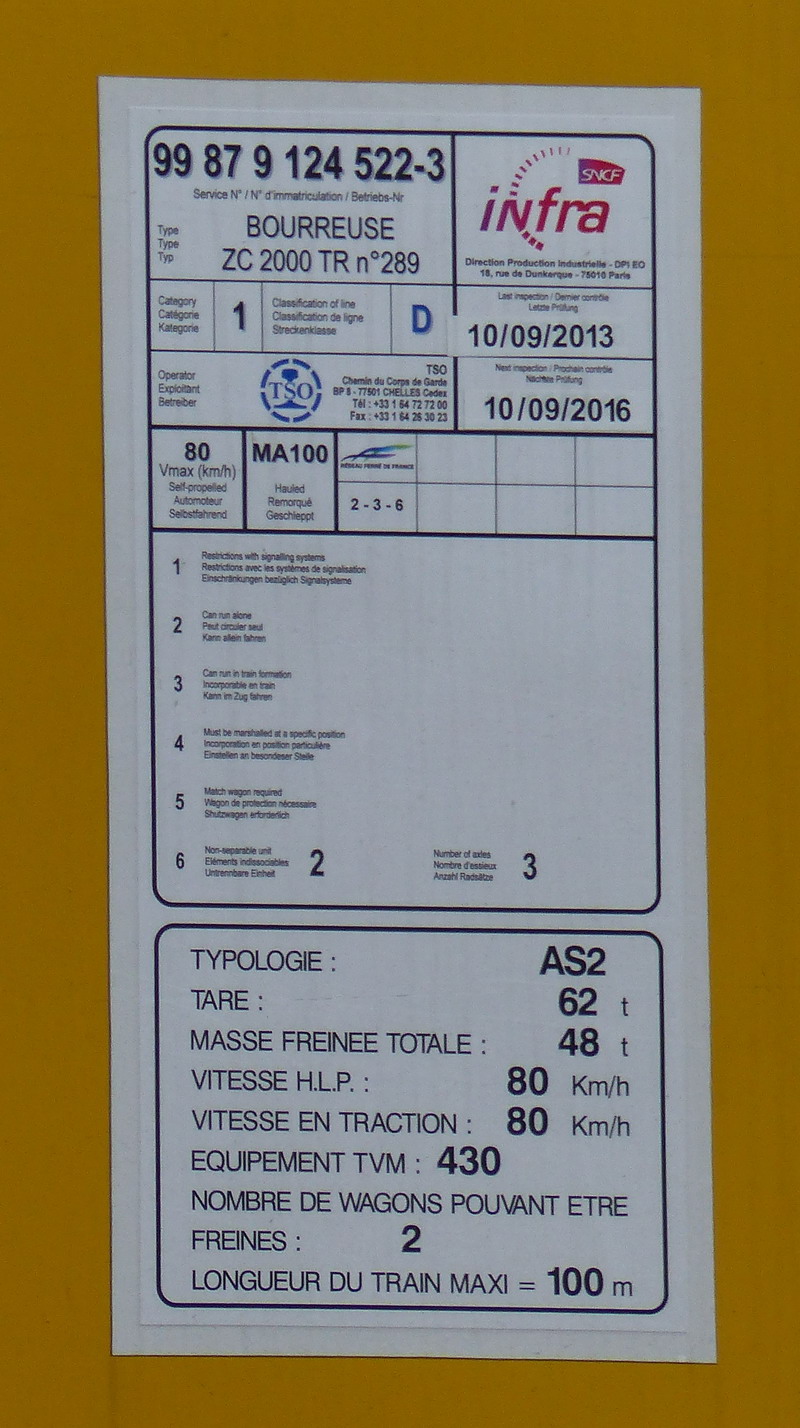 99 87 9 124 522-3
Service N° / N° d'immatriculation / Betriebs-Nr
Type
Type
Typ
BOURREUSE
ZC 2000 TR n°289
SNCF
infra
Direction Production Industrielle - DPI EO
18, rue de Dunkerque - 75010 Paris
Category
Catégorie
Kategorie
1
Classification of line
Classification de ligne
Streckenklasse
D
Last inspection / Dernier contrôle
Letzte Prüfung
10/09/2013
Operator
Exploitant
Betreiber
TSO
TSO
Chemin du Corps de Garde
BP 8 - 77501 CHELLES Cedex
Tél : +33 1 64 72 72 00
Fax : +33 1 64 26 30 23
Next inspection / Prochain contrôle
Nächtee Prüfung
10/09/2016
80
Vmax (km/h)
Self-propelled
Automoteur
Selbstfahrend
MA100
Hauled
Remorqué
Geschleppt
RÉSEAU FERRÉ DE FRANCE
2 - 3 - 6
1
Restrictions with signalling systems
Restrictions avec les systèmes de signalisation
Einschränkungen bezüglich Signalsysteme
2
Can run alone
Peut circuler seul
Kann allein fahren
3
Can run in train formation
Incorporable en train
Kann im Zug fahren
4
Must be marshalled at a specific position
Incorporation en position particulière
Einstellen an besondeser Stelle
5
Match wagon required
Wagon de protection nécessaire
Shutzwagen erforderlich
6
Non-separable unit
Eléments indissociables
Untrennbare Einheit
2
Number of axles
Nombre d'essieux
Anzahl Radsätze
3
TYPOLOGIE : AS2
TARE : 62 t
MASSE FREINEE TOTALE : 48 t
VITESSE H.L.P. : 80 Km/h
VITESSE EN TRACTION : 80 Km/h
EQUIPEMENT TVM : 430
NOMBRE DE WAGONS POUVANT ETRE
FREINES : 2
LONGUEUR DU TRAIN MAXI = 100 m